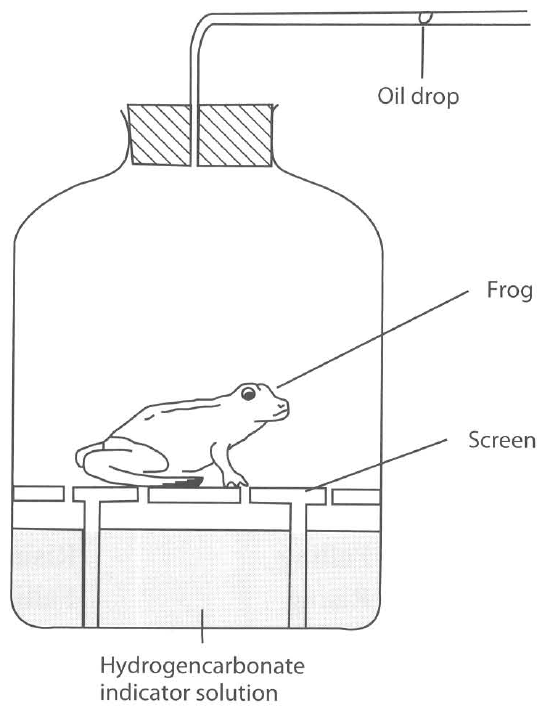 Oil drop
Frog
Screen
Hydrogencarbonate
indicator solution